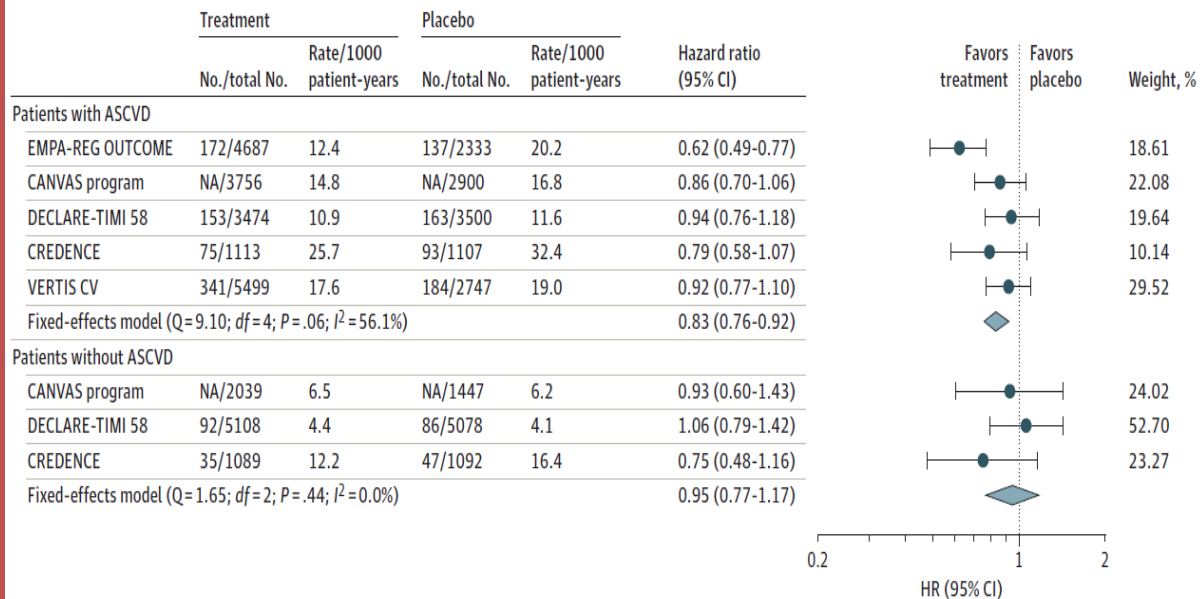 Treatment Placebo
No./total No. Rate/1000 patient-years No./total No. Rate/1000 patient-years Hazard ratio (95% CI) Favors treatment Favors placebo Weight, %
Patients with ASCVD
EMPA-REG OUTCOME 172/4687 12.4 137/2333 20.2 0.62 (0.49-0.77) 18.61
CANVAS program NA/3756 14.8 NA/2900 16.8 0.86 (0.70-1.06) 22.08
DECLARE-TIMI 58 153/3474 10.9 163/3500 11.6 0.94 (0.76-1.18) 19.64
CREDENCE 75/1113 25.7 93/1107 32.4 0.79 (0.58-1.07) 10.14
VERTIS CV 341/5499 17.6 184/2747 19.0 0.92 (0.77-1.10) 29.52
Fixed-effects model (Q=9.10; df=4; P=.06; I²=56.1%) 0.83 (0.76-0.92)
Patients without ASCVD
CANVAS program NA/2039 6.5 NA/1447 6.2 0.93 (0.60-1.43) 24.02
DECLARE-TIMI 58 92/5108 4.4 86/5078 4.1 1.06 (0.79-1.42) 52.70
CREDENCE 35/1089 12.2 47/1092 16.4 0.75 (0.48-1.16) 23.27
Fixed-effects model (Q=1.65; df=2; P=.44; I²=0.0%) 0.95 (0.77-1.17)
0.2 1 2
HR (95% CI)